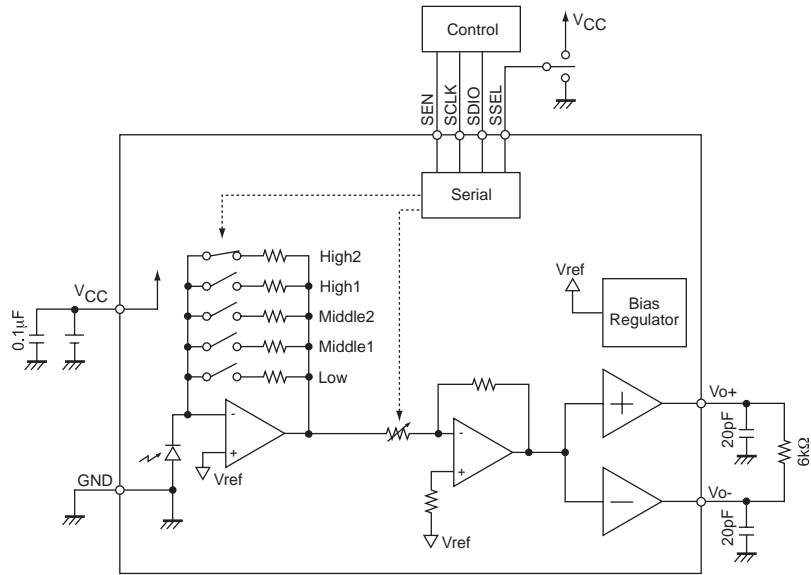 Control
VCC
SEN
SCLK
SDIO
SSEL
Serial
High2
High1
Middle2
Middle1
Low
VCC
0.1μF
Vref
Bias
Regulator
-
+
Vref
GND
-
+
Vref
Vo+
20pF
6kΩ
Vo-
20pF